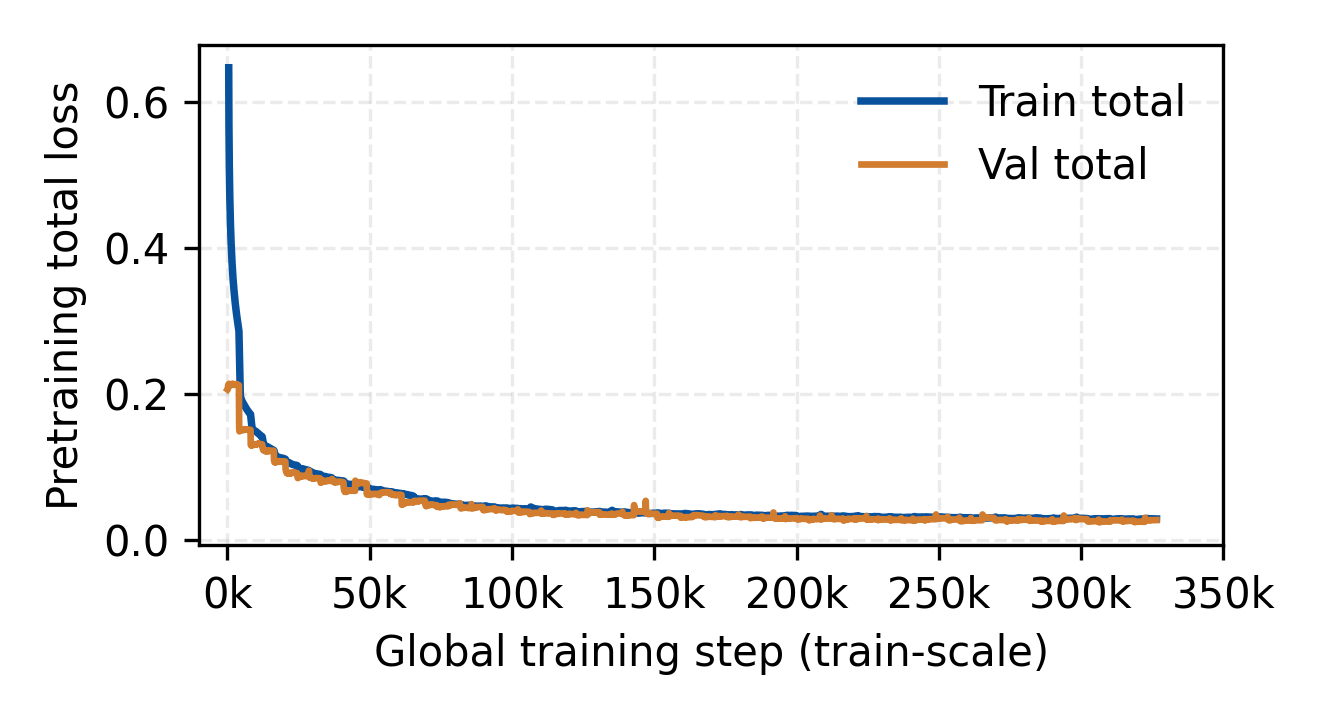 Pretraining total loss
0.6
0.4
0.2
0.0
Train total
Val total
0k 50k 100k 150k 200k 250k 300k 350k
Global training step (train-scale)